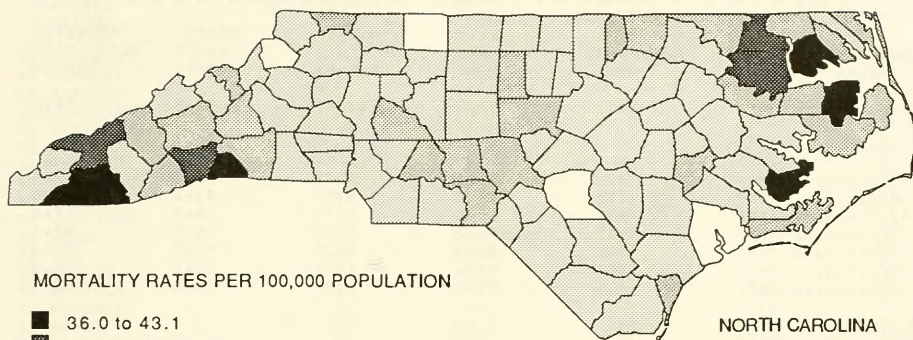 MORTALITY RATES PER 100,000 POPULATION
36.0 to 43.1
NORTH CAROLINA